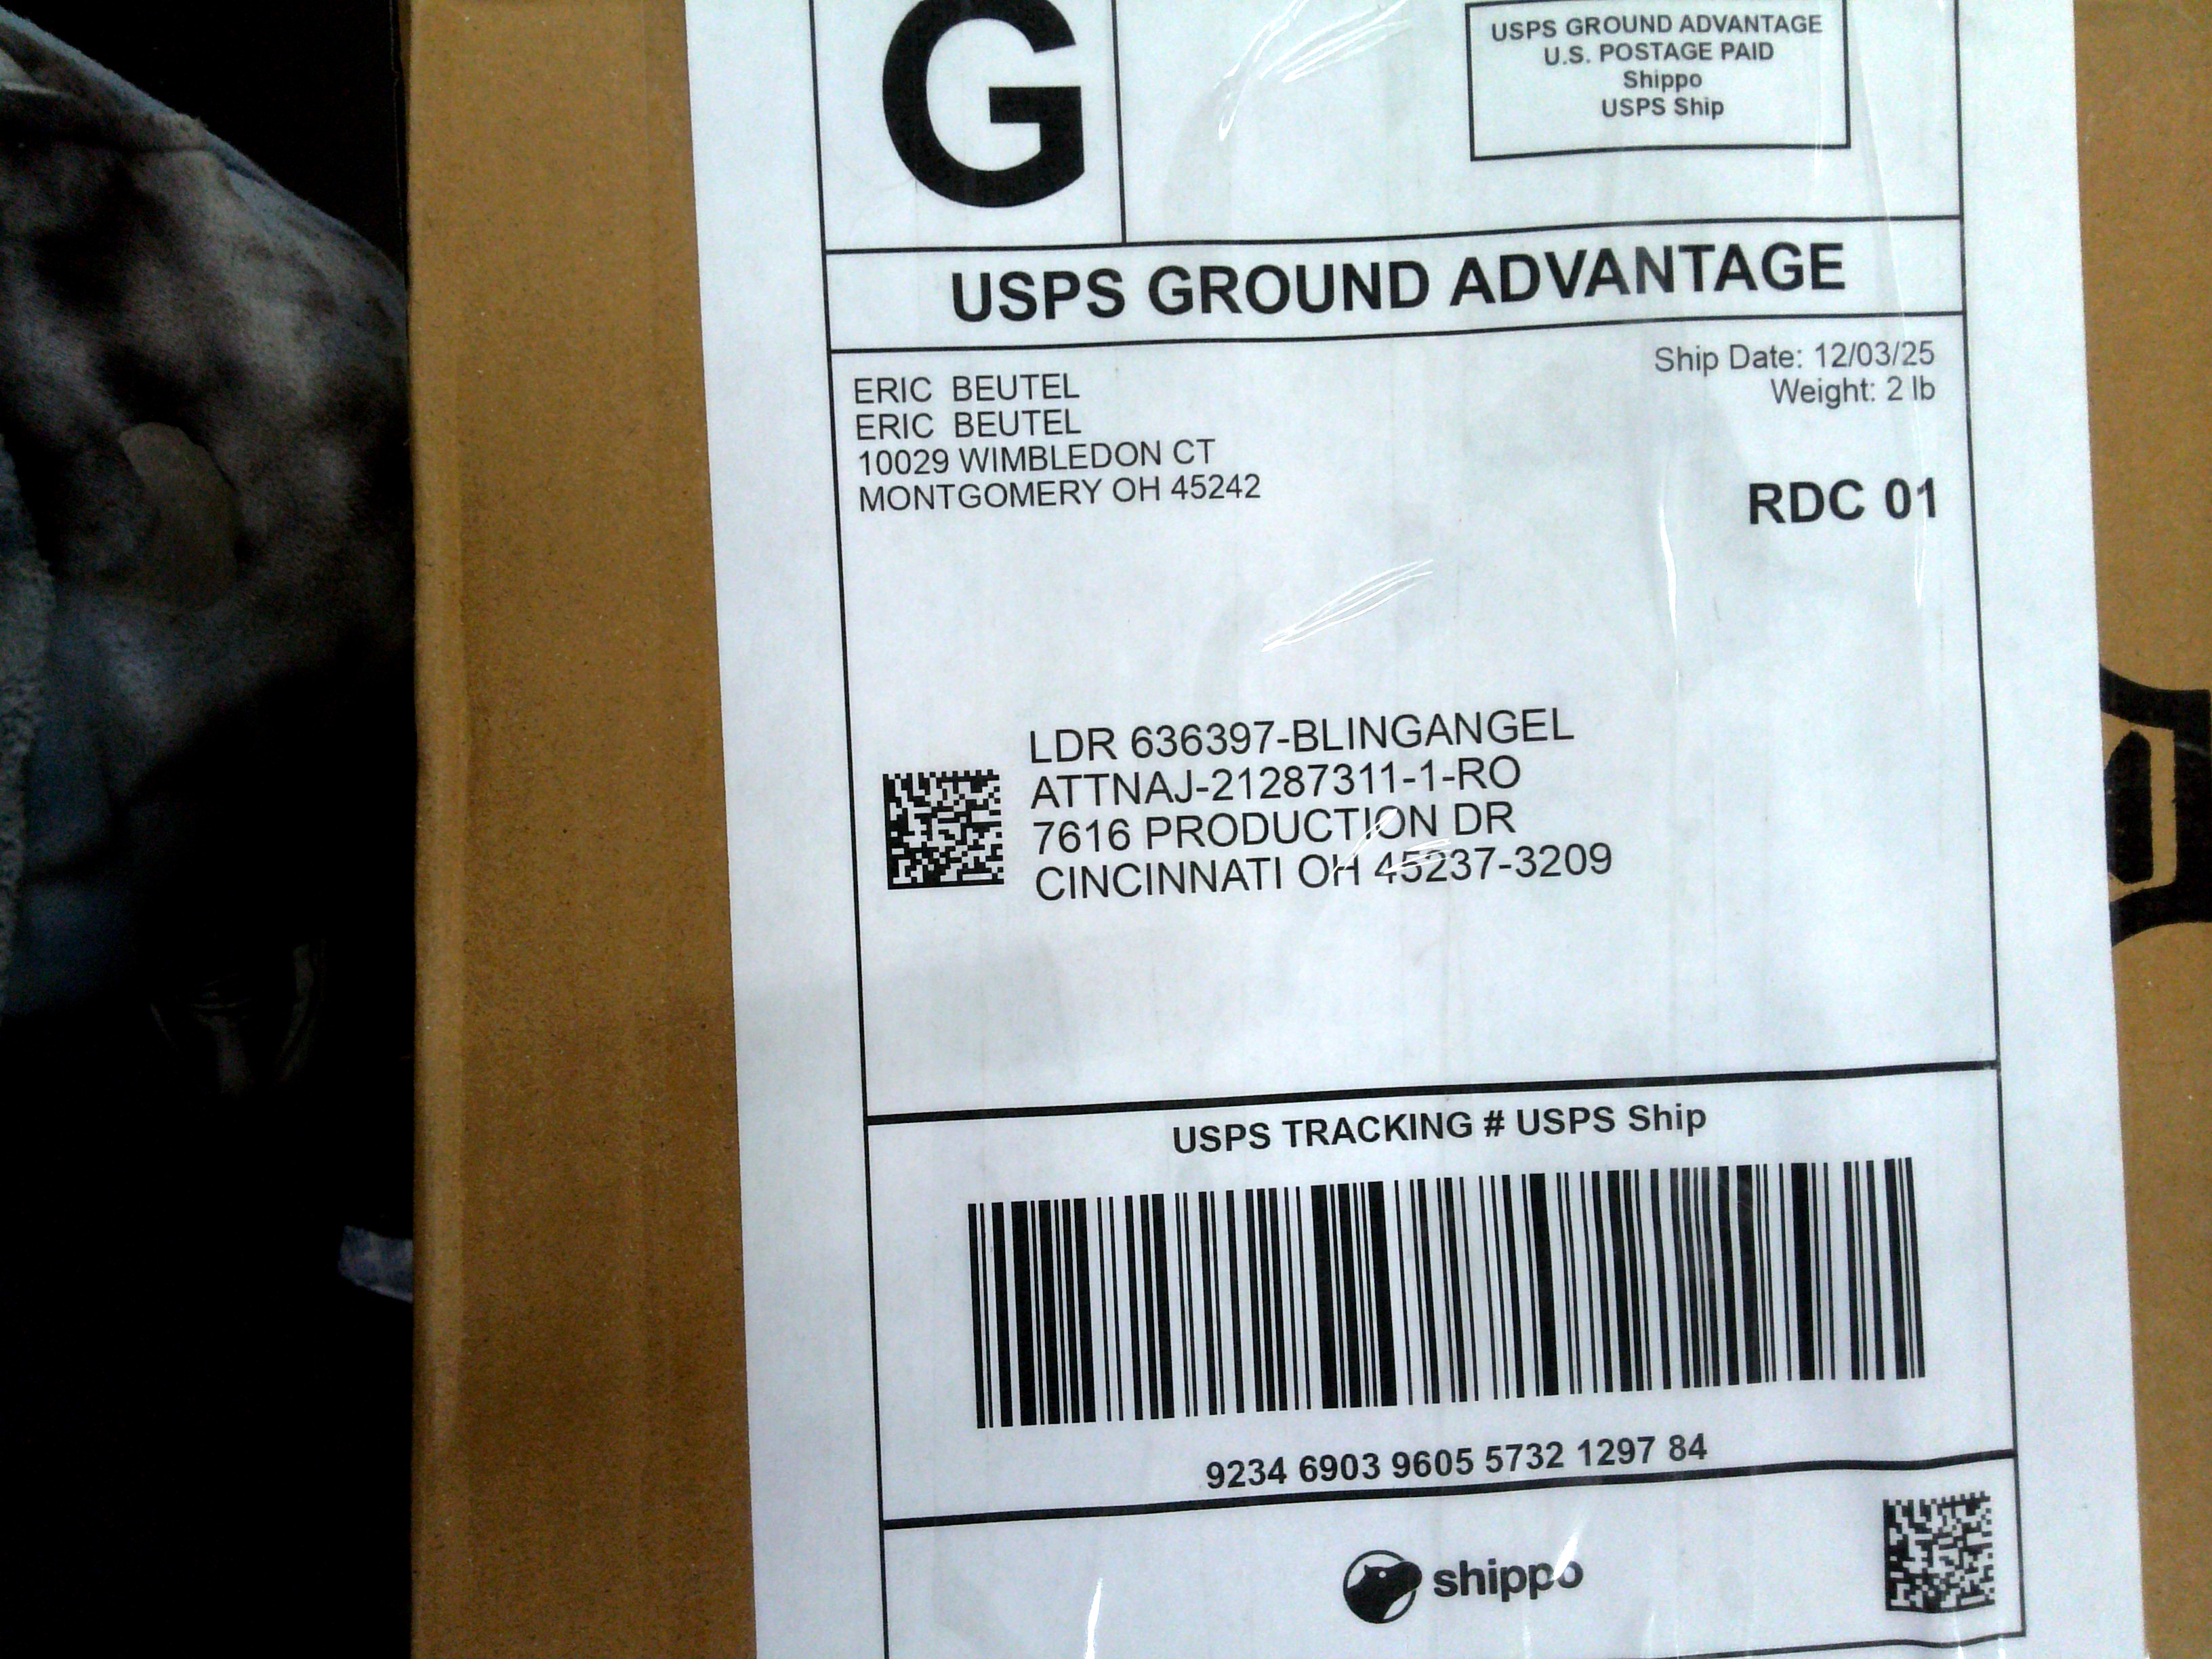 G
USPS GROUND ADVANTAGE
U.S. POSTAGE PAID
Shippo
USPS Ship
USPS GROUND ADVANTAGE
Ship Date: 12/03/25
Weight: 2 lb
RDC 01
ERIC BEUTEL
ERIC BEUTEL
10029 WIMBLEDON CT
MONTGOMERY OH 45242
LDR 636397-BLINGANGEL
ATTNAJ-21287311-1-RO
7616 PRODUCTION DR
CINCINNATI OH 45237-3209
USPS TRACKING # USPS Ship
9234 6903 9605 5732 1297 84
shippo